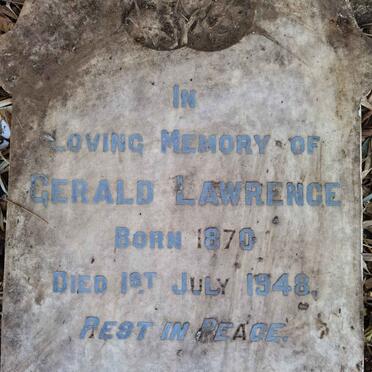 IN
LOVING MEMORY OF
GERALD LAWRENCE
BORN 1870
DIED 1ST JULY 1948.
REST IN PEACE.